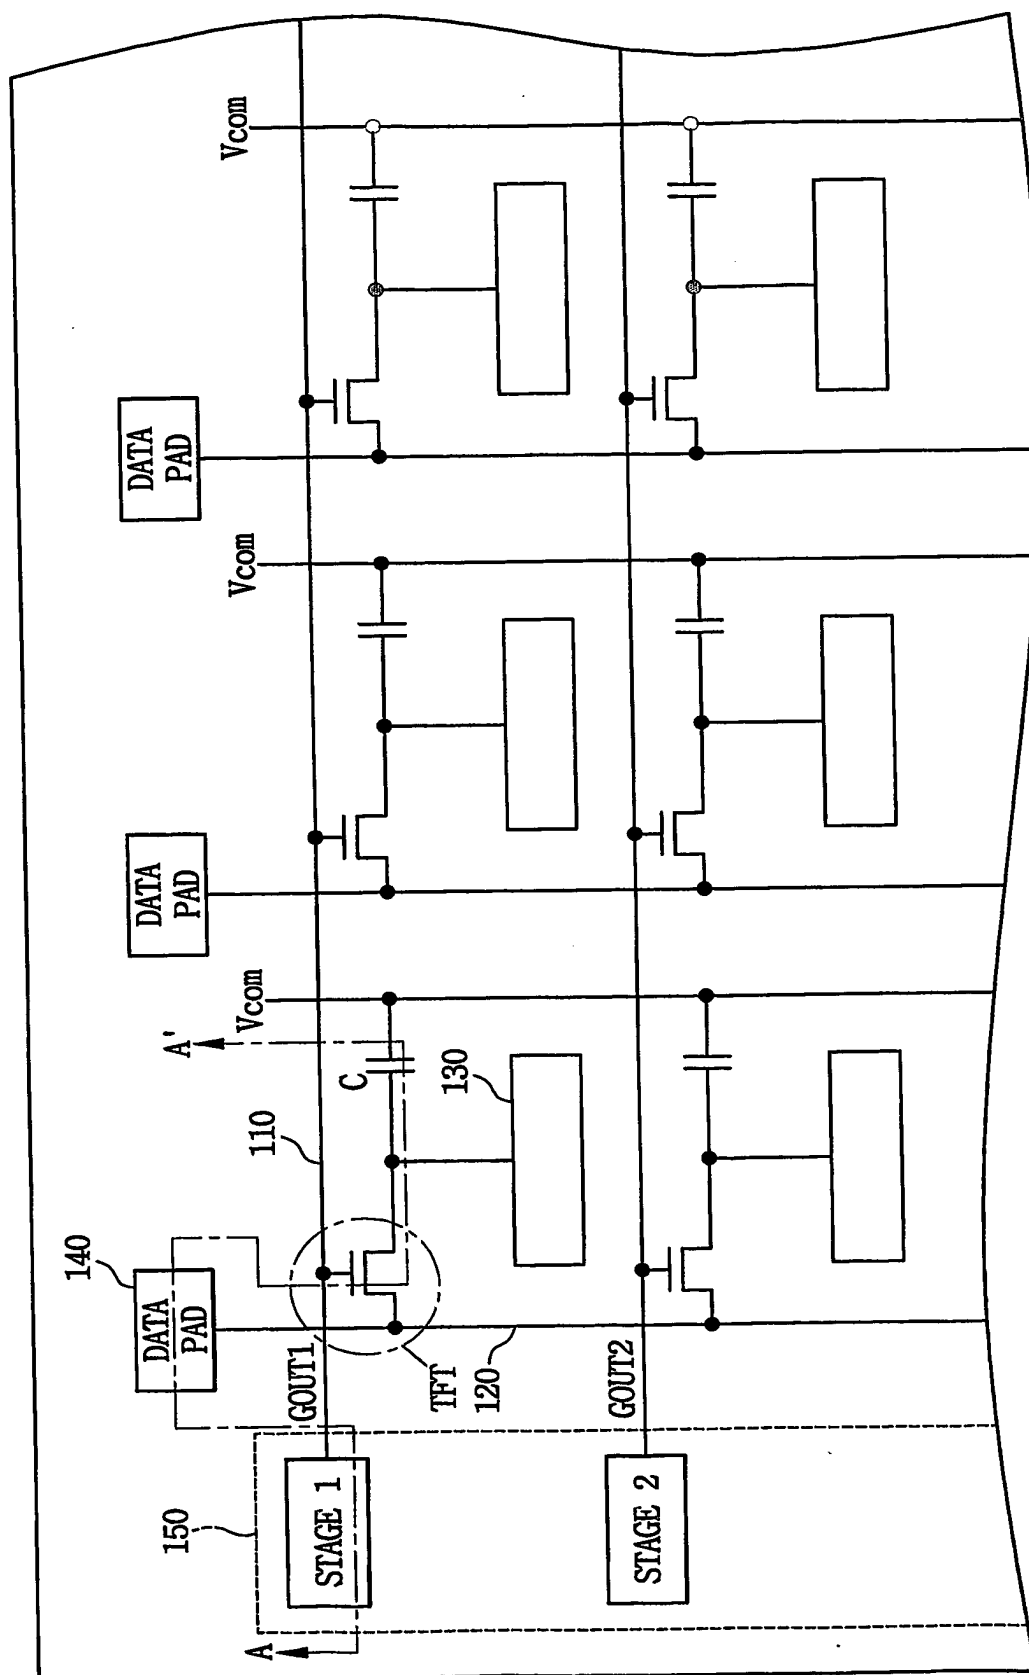 140
DATA PAD
DATA PAD
DATA PAD
150
A'
Vcom
Vcom
Vcom
A
110
GOUT1
STAGE 1
C
TFT
130
120
GOUT2
STAGE 2